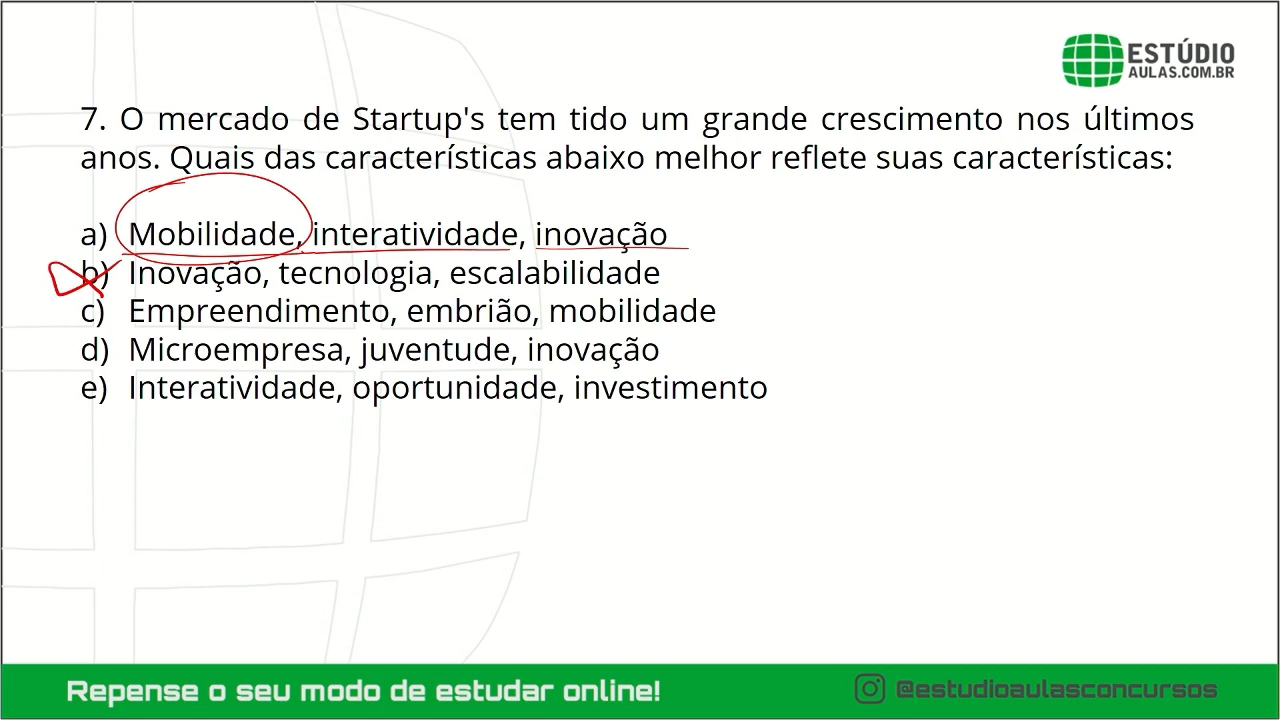 ESTÚDIO
AULAS.COM.BR
7. O mercado de Startup's tem tido um grande crescimento nos últimos
anos. Quais das características abaixo melhor reflete suas características:
a) Mobilidade, interatividade, inovação
b) Inovação, tecnologia, escalabilidade
c) Empreendimento, embrião, mobilidade
d) Microempresa, juventude, inovação
e) Interatividade, oportunidade, investimento
Repense o seu modo de estudar online!
@estudioaulasconcursos